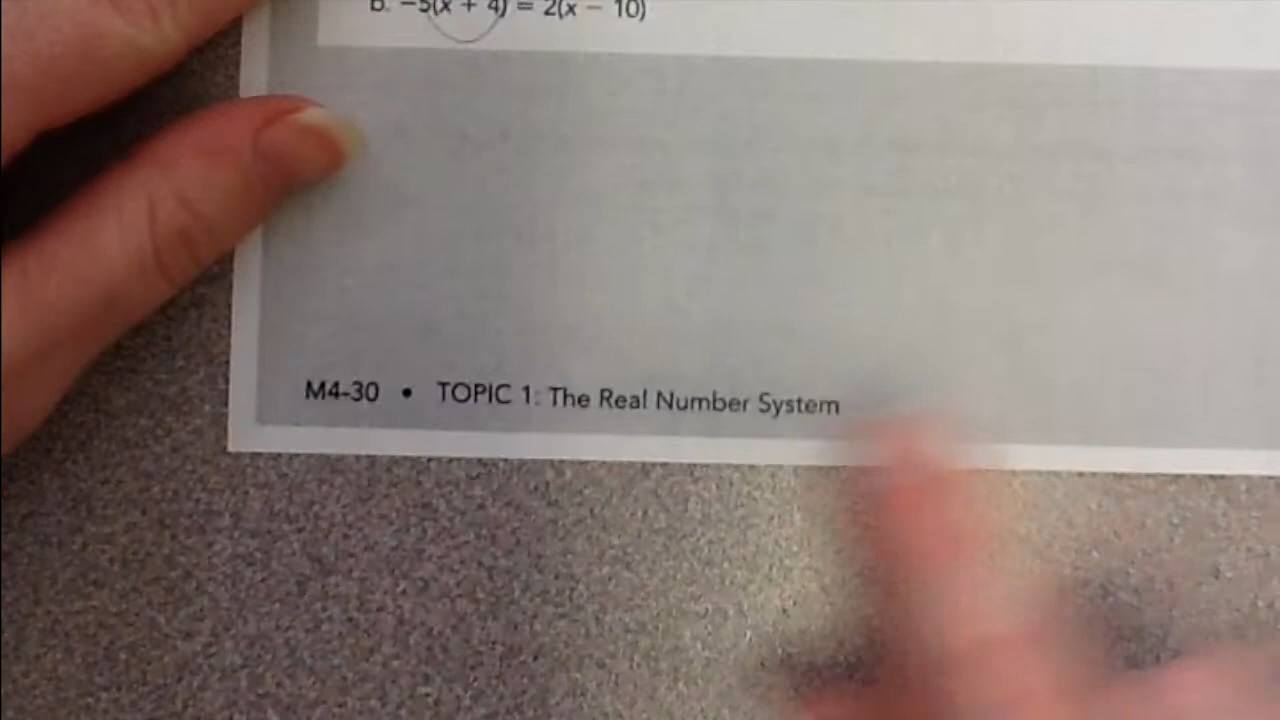 b. −5(x + 4) = 2(x − 10)
M4-30 • TOPIC 1: The Real Number System